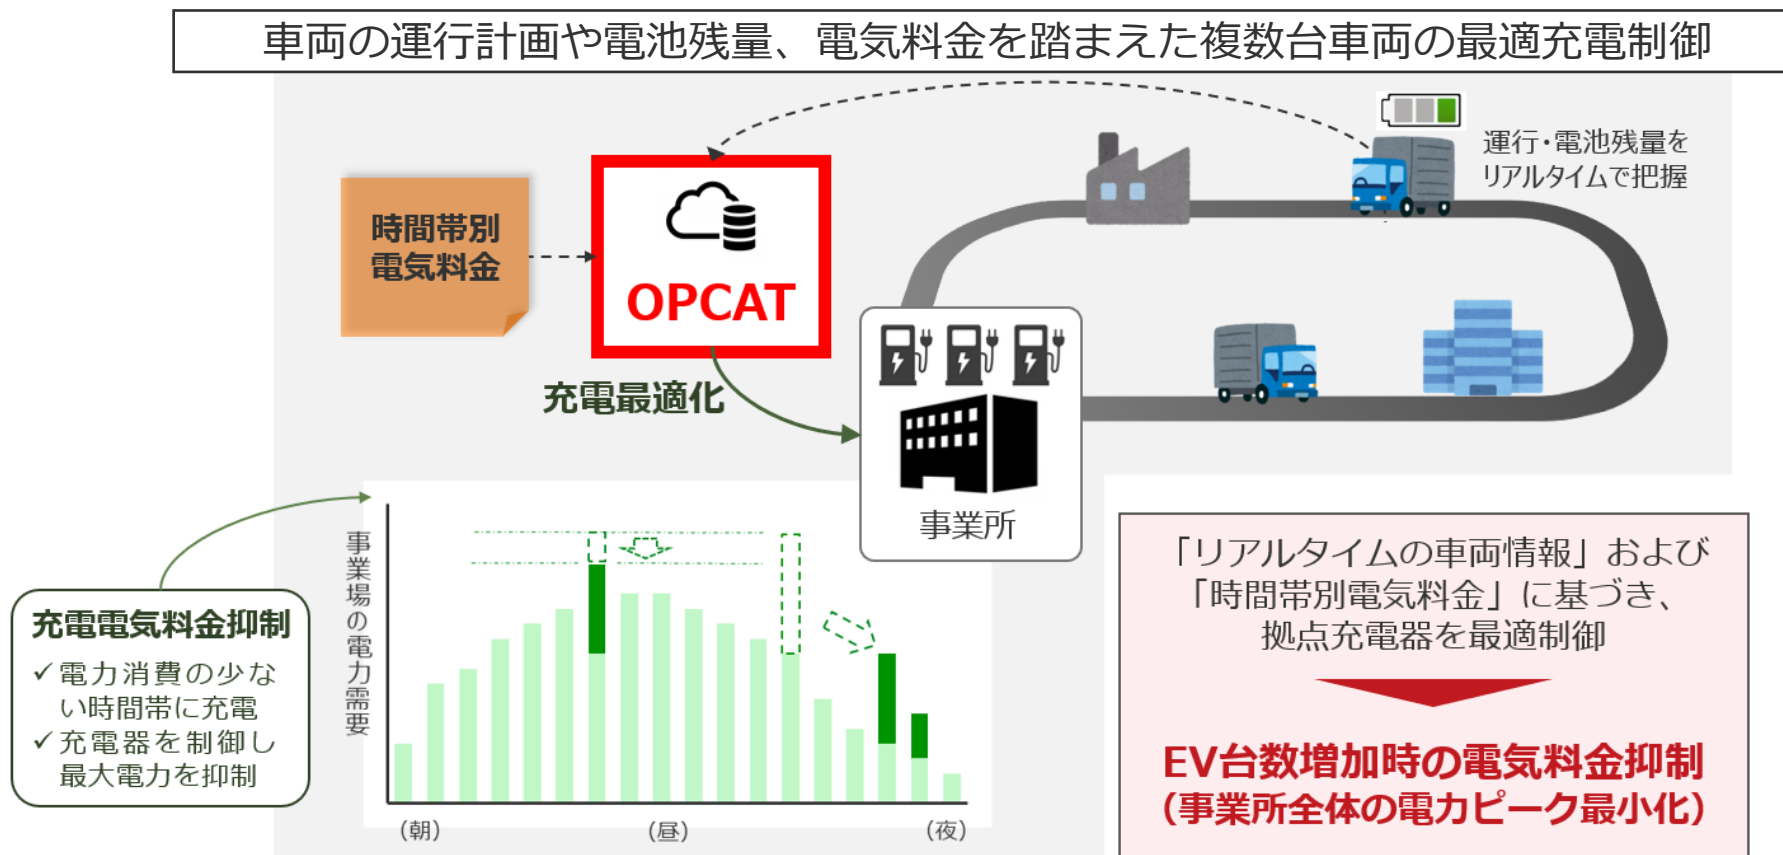 車両の運行計画や電池残量、電気料金を踏まえた複数台車両の最適充電制御
運行・電池残量を
リアルタイムで把握
時間帯別
電気料金
OPCAT
充電最適化
事業所
事業場の電力需要
(朝)
(昼)
(夜)
充電電気料金抑制
✓電力消費の少な
い時間帯に充電
✓充電器を制御し
最大電力を抑制
「リアルタイムの車両情報」および
「時間帯別電気料金」に基づき、
拠点充電器を最適制御
EV台数増加時の電気料金抑制
（事業所全体の電力ピーク最小化）